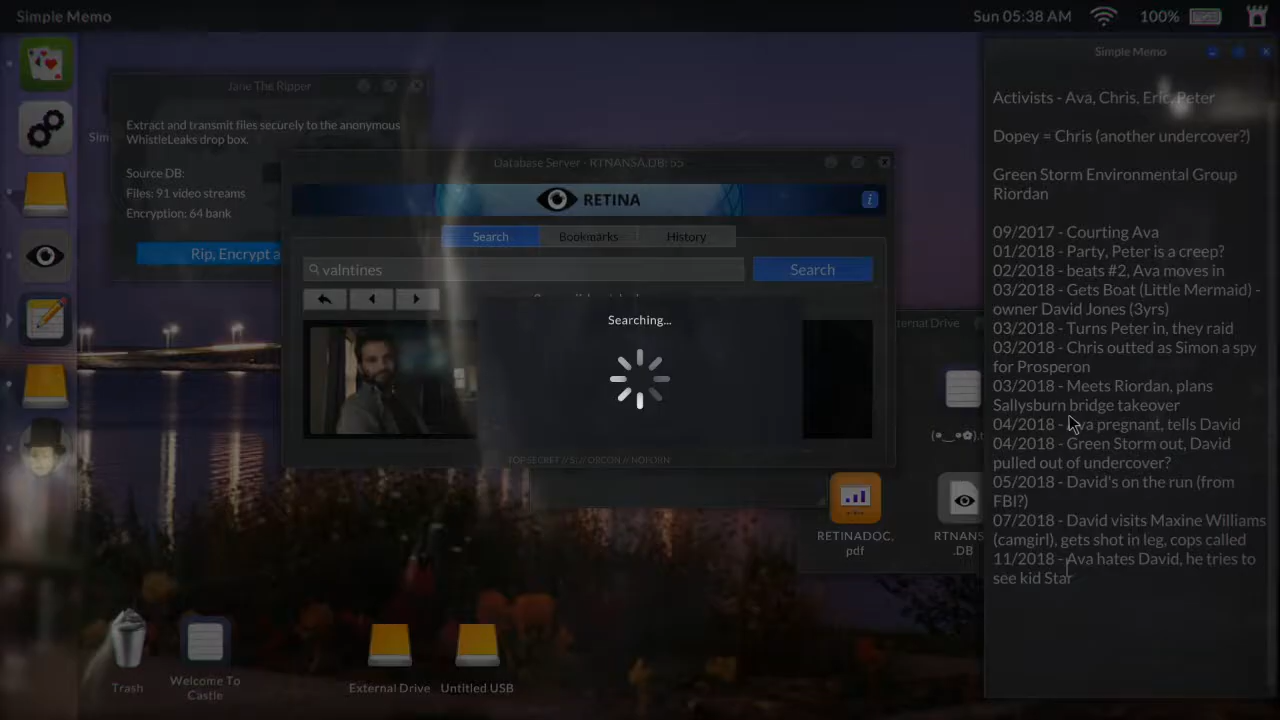 Simple Memo
Sun 05:38 AM
100%
Jane The Ripper
Extract and transmit files securely to the anonymous
WhistleLeaks drop box.
Source DB:
Files: 91 video streams
Encryption: 64 bank
Rip, Encrypt a
Sim
Database Server - RTNANSA.DB: 55
RETINA
i
Search
Bookmarks
History
valntines
Search
Searching...
TOP SECRET // SI // ORCON // NOFORN
ternal Drive
RETINADOC.
pdf
RTNANS
.DB
Trash
Welcome To
Castle
External Drive
Untitled USB
Simple Memo
Activists - Ava, Chris, Eric, Peter
Dopey = Chris (another undercover?)
Green Storm Environmental Group
Riordan
09/2017 - Courting Ava
01/2018 - Party, Peter is a creep?
02/2018 - beats #2, Ava moves in
03/2018 - Gets Boat (Little Mermaid) -
owner David Jones (3yrs)
03/2018 - Turns Peter in, they raid
03/2018 - Chris outted as Simon a spy
for Prosperon
03/2018 - Meets Riordan, plans
Sallysburn bridge takeover
04/2018 - Ava pregnant, tells David
04/2018 - Green Storm out, David
pulled out of undercover?
05/2018 - David's on the run (from
FBI?)
07/2018 - David visits Maxine Williams
(camgirl), gets shot in leg, cops called
11/2018 - Ava hates David, he tries to
see kid Star